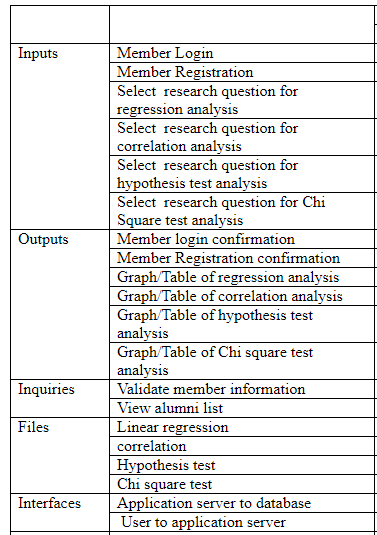 Inputs
Member Login
Member Registration
Select  research question for
regression analysis
Select  research question for
correlation analysis
Select  research question for
hypothesis test analysis
Select  research question for Chi
Square test analysis
Outputs
Member login confirmation
Member Registration confirmation
Graph/Table of regression analysis
Graph/Table of correlation analysis
Graph/Table of hypothesis test
analysis
Graph/Table of Chi square test
analysis
Inquiries
Validate member information
View alumni list
Files
Linear regression
correlation
Hypothesis test
Chi square test
Interfaces
Application server to database
User to application server